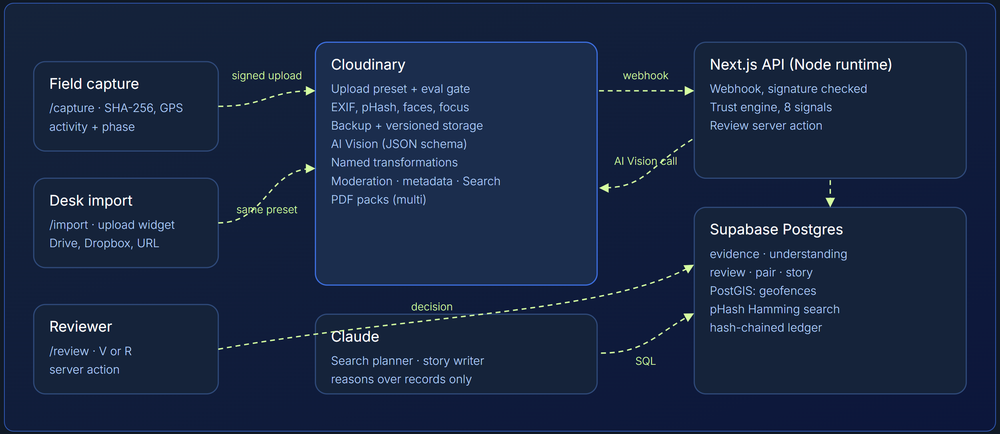 Field capture
/capture · SHA-256, GPS
activity + phase
signed upload
Desk import
/import · upload widget
Drive, Dropbox, URL
same preset
Reviewer
/review · V or R
server action
decision
Cloudinary
Upload preset + eval gate
EXIF, pHash, faces, focus
Backup + versioned storage
AI Vision (JSON schema)
Named transformations
Moderation · metadata · Search
PDF packs (multi)
Claude
Search planner · story writer
reasons over records only
webhook
AI Vision call
SQL
Next.js API (Node runtime)
Webhook, signature checked
Trust engine, 8 signals
Review server action
Supabase Postgres
evidence · understanding
review · pair · story
PostGIS: geofences
pHash Hamming search
hash-chained ledger